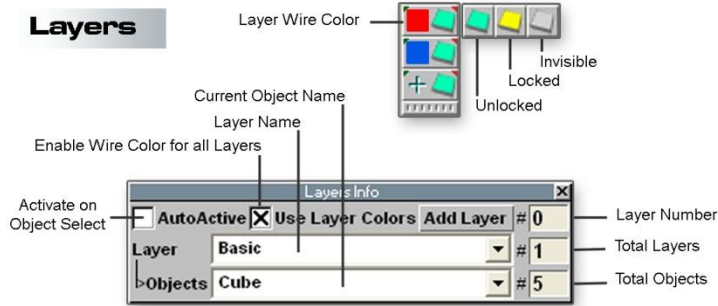 Layers
Layer Wire Color
Invisible
Locked
Unlocked
Current Object Name
Layer Name
Enable Wire Color for all Layers
Activate on
Object Select
Layers Info
AutoActive Use Layer Colors Add Layer # 0
Layer Basic # 1
Objects Cube # 5
Layer Number
Total Layers
Total Objects